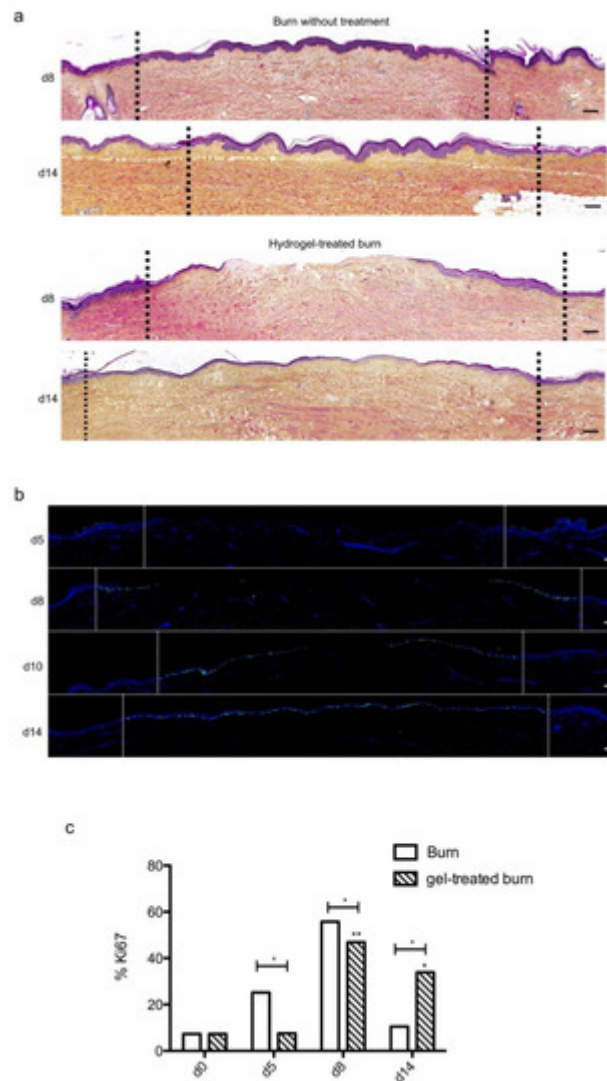 a
Burn without treatment
d8
d14
Hydrogel-treated burn
d8
d14
b
d5
d8
d10
d14
c
Burn
gel-treated burn
% Ki67
80
60
40
20
0
*
*
**
*
*
d0
d5
d8
d14